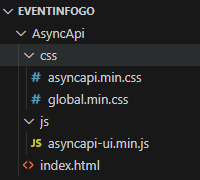 EVENTINFOGO
AsyncApi
css
# asyncapi.min.css
# global.min.css
js
JS asyncapi-ui.min.js
<> index.html